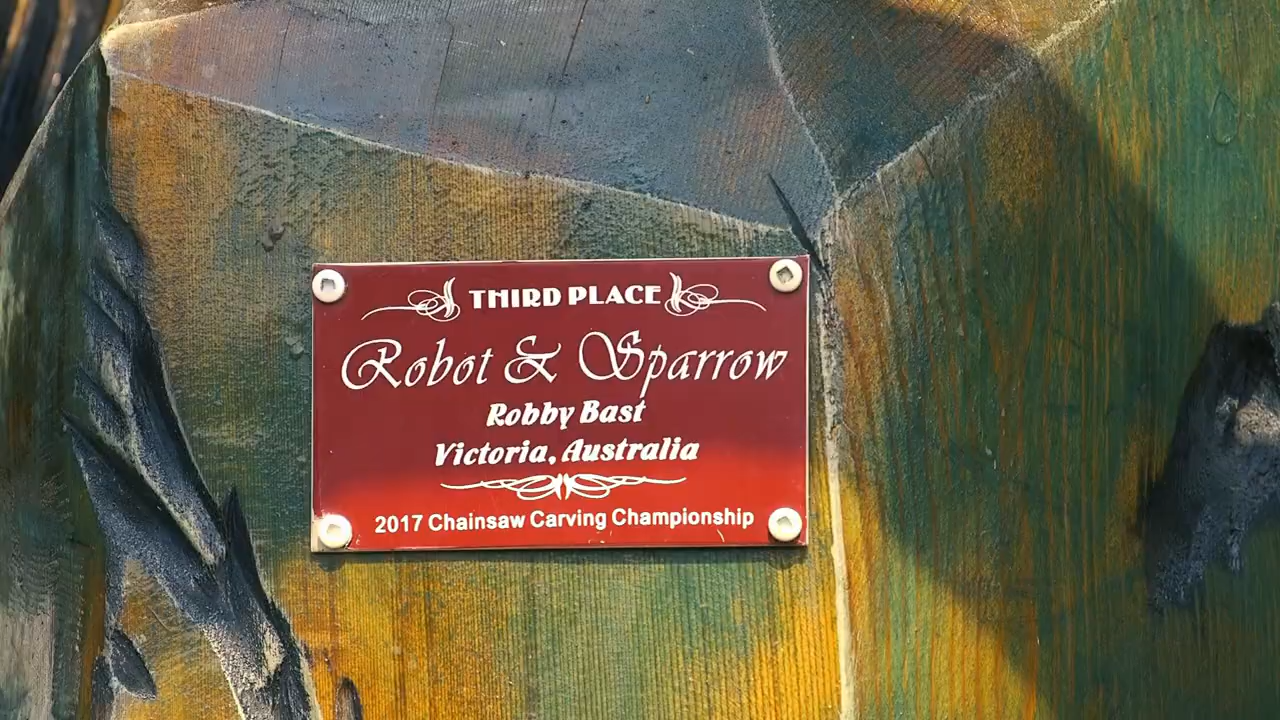 THIRD PLACE
Robot & Sparrow
Robby Bast
Victoria, Australia
2017 Chainsaw Carving Championship